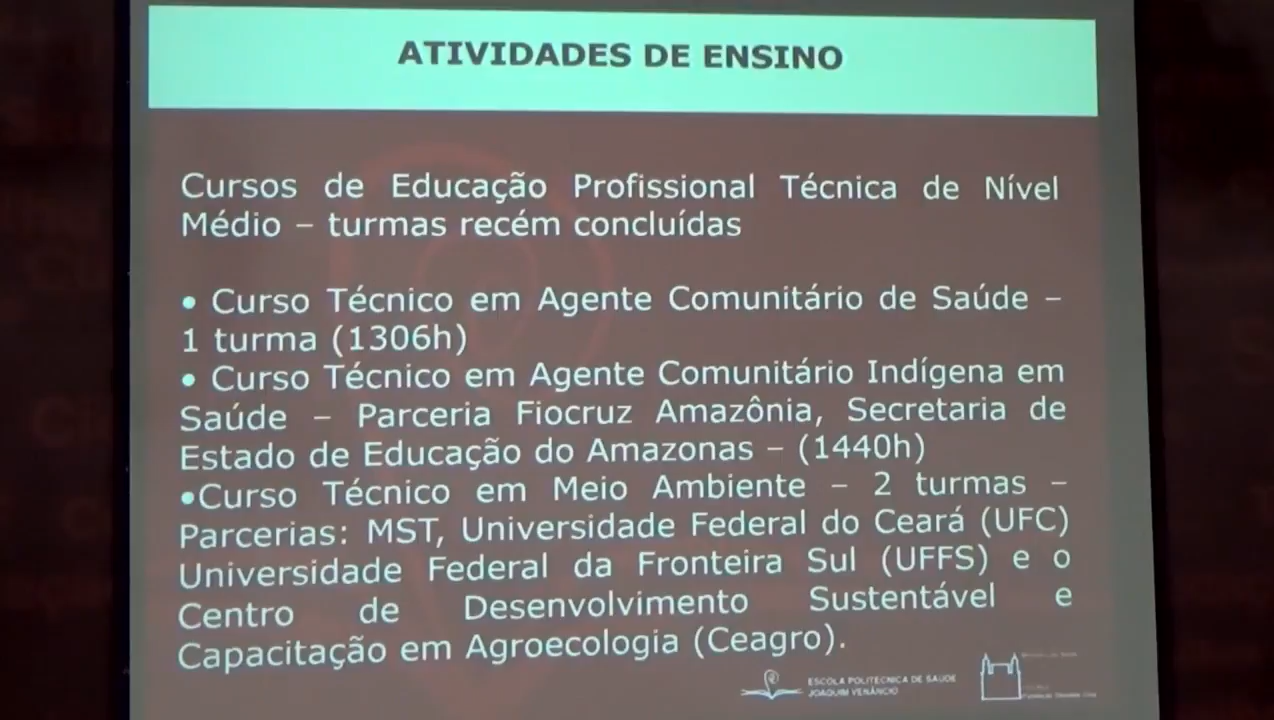 ATIVIDADES DE ENSINO
Cursos de Educação Profissional Técnica de Nível
Médio – turmas recém concluídas
• Curso Técnico em Agente Comunitário de Saúde –
1 turma (1306h)
• Curso Técnico em Agente Comunitário Indígena em
Saúde – Parceria Fiocruz Amazônia, Secretaria de
Estado de Educação do Amazonas – (1440h)
•Curso Técnico em Meio Ambiente – 2 turmas –
Parcerias: MST, Universidade Federal do Ceará (UFC)
Universidade Federal da Fronteira Sul (UFFS) e o
Centro de Desenvolvimento Sustentável e
Capacitação em Agroecologia (Ceagro).
ESCOLA POLITÉCNICA DE SAÚDE
JOAQUIM VENÂNCIO